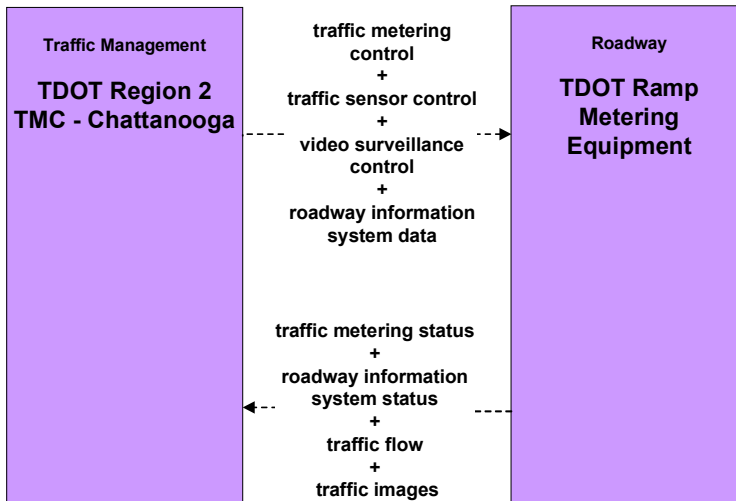 Traffic Management
TDOT Region 2
TMC - Chattanooga
traffic metering
control
+
traffic sensor control
+
video surveillance
control
+
roadway information
system data
traffic metering status
+
roadway information
system status
+
traffic flow
+
traffic images
Roadway
TDOT Ramp
Metering
Equipment